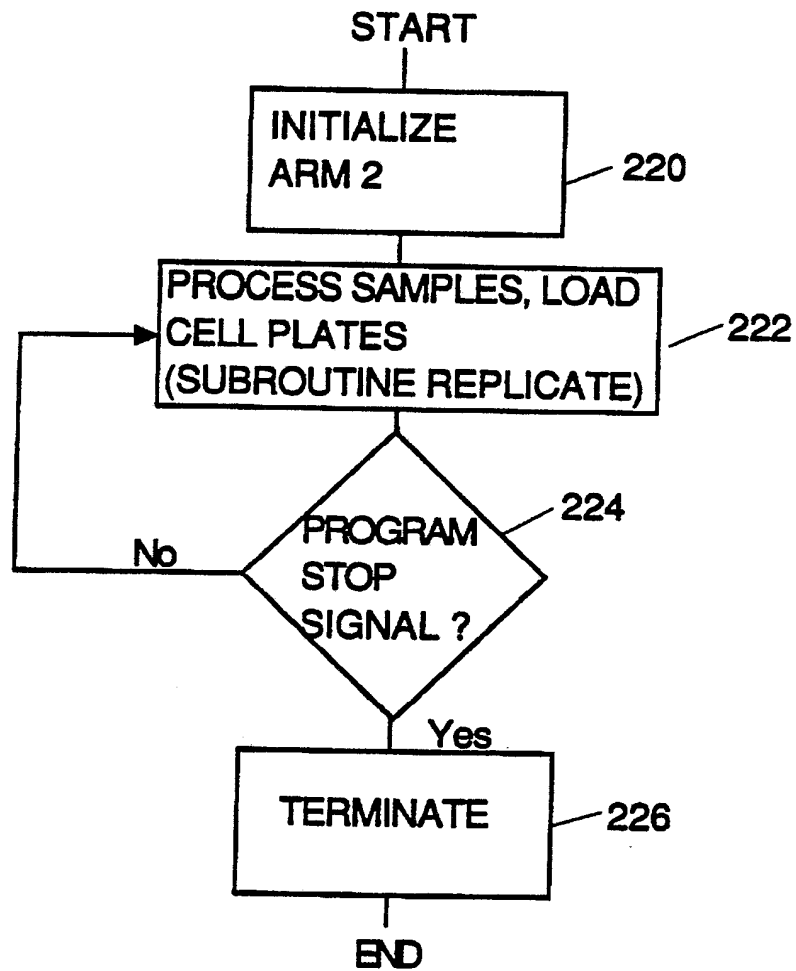 START
INITIALIZE
ARM 2
220
PROCESS SAMPLES, LOAD
CELL PLATES
(SUBROUTINE REPLICATE)
222
224
PROGRAM
STOP
SIGNAL ?
No
Yes
TERMINATE
226
END